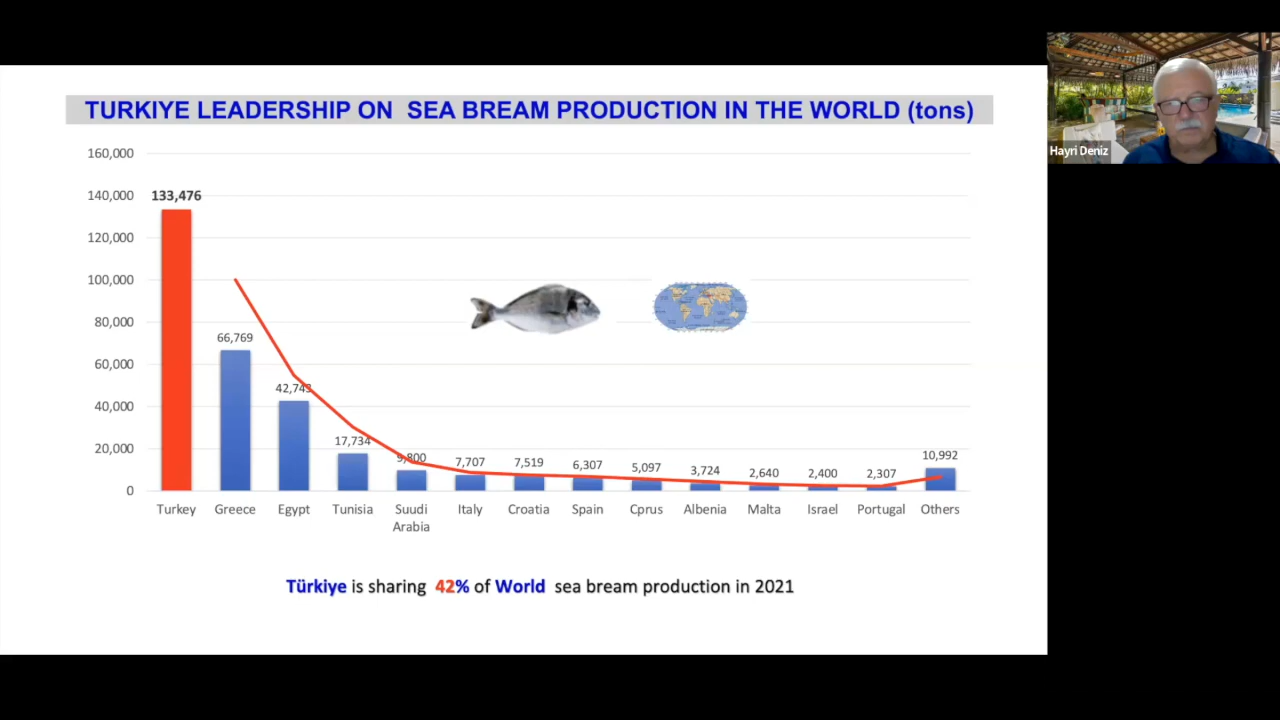 TURKIYE LEADERSHIP ON SEA BREAM PRODUCTION IN THE WORLD (tons)
Hayri Deniz
160,000
140,000
120,000
100,000
80,000
60,000
40,000
20,000
0
133,476
66,769
42,743
17,734
9,800
7,707
7,519
6,307
5,097
3,724
2,640
2,400
2,307
10,992
Turkey
Greece
Egypt
Tunisia
Suudi
Arabia
Italy
Croatia
Spain
Cprus
Albenia
Malta
Israel
Portugal
Others
Türkiye is sharing 42% of World sea bream production in 2021